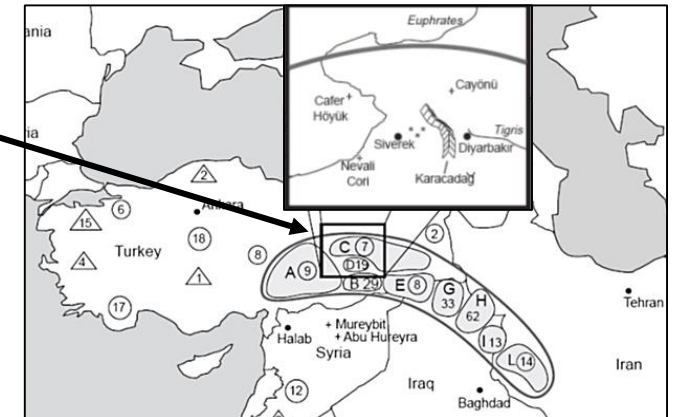 ania
Euphrates
Cafer
Höyük
Cayönü
ia
Siverek
Tigris
Diyarbakir
Nevali
Cori
Karacadağ
2
Ankara
6
15
18
Turkey
8
4
1
17
2
C 7
D19
A 9
B 29
E 8
G
33
H
62
I 13
L 14
Tehran
Mureybit
Halab
Abu Hureyra
Syria
Iran
Iraq
12
Baghdad